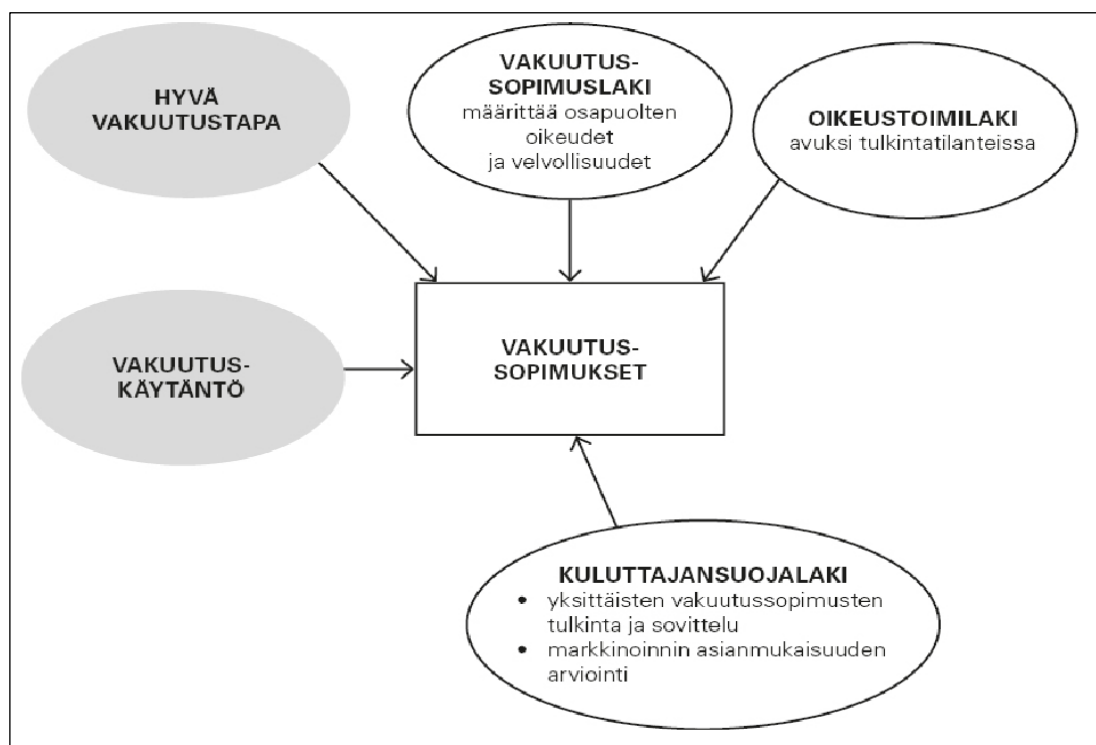 HYVÄ
VAKUUTUSTAPA
VAKUUTUS-
SOPIMUSLAKI
määrittää osapuolten
oikeudet
ja velvollisuudet
OIKEUSTOIMILAKI
avuksi tulkintatilanteissa
VAKUUTUS-
KÄYTÄNTÖ
VAKUUTUS-
SOPIMUKSET
KULUTTAJANSUOJALAKI
• yksittäisten vakuutussopimusten
tulkinta ja sovittelu
• markkinoinnin asianmukaisuuden
arviointi